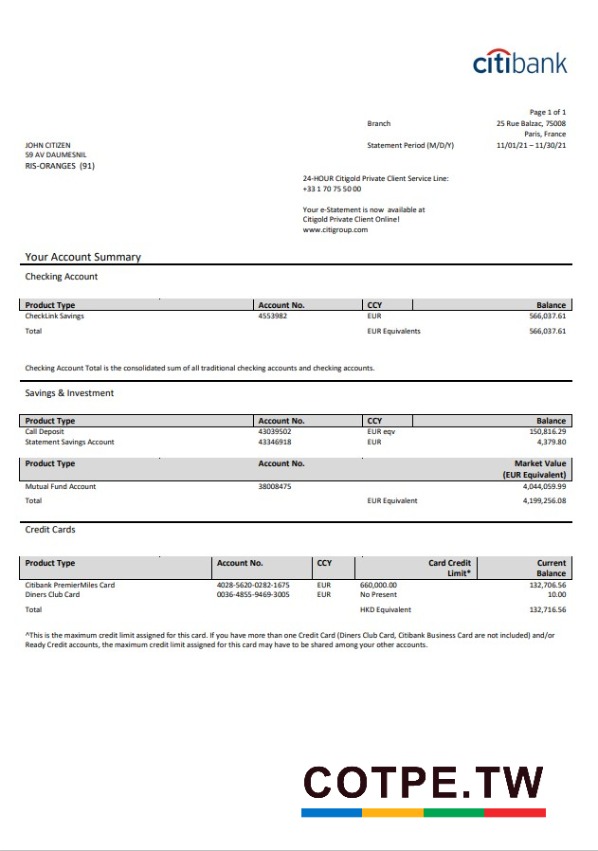 citibank
Page 1 of 1
Branch 25 Rue Balzac, 75008
Paris, France
JOHN CITIZEN Statement Period (M/D/Y) 11/01/21 – 11/30/21
59 AV DAUMESNIL
RIS-ORANGES (91)
24-HOUR Citigold Private Client Service Line:
+33 1 70 75 50 00
Your e-Statement is now available at
Citigold Private Client Online!
www.citigroup.com
Your Account Summary
Checking Account
Product Type Account No. CCY Balance
CheckLink Savings 4553982 EUR 566,037.61
Total EUR Equivalents 566,037.61
Checking Account Total is the consolidated sum of all traditional checking accounts and checking accounts.
Savings & Investment
Product Type Account No. CCY Balance
Call Deposit 43039502 EUR eqv 150,816.29
Statement Savings Account 43346918 EUR 4,379.80
Product Type Account No. Market Value
(EUR Equivalent)
Mutual Fund Account 38008475 4,044,059.99
Total EUR Equivalent 4,199,256.08
Credit Cards
Product Type Account No. CCY Card Credit Current
Limit* Balance
Citibank PremierMiles Card 4028-5620-0282-1675 EUR 660,000.00 132,706.56
Diners Club Card 0036-4855-9469-3005 EUR No Present 10.00
Total HKD Equivalent 132,716.56
^This is the maximum credit limit assigned for this card. If you have more than one Credit Card (Diners Club Card, Citibank Business Card are not included) and/or
Ready Credit accounts, the maximum credit limit assigned for this card may have to be shared among your other accounts.
COTPE.TW